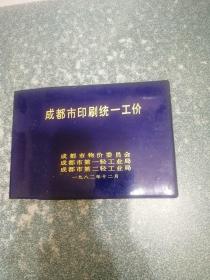 成都市印刷统一工价
成都市物价委员会
成都市第一轻工业局
成都市第二轻工业局
一九八二年十二月